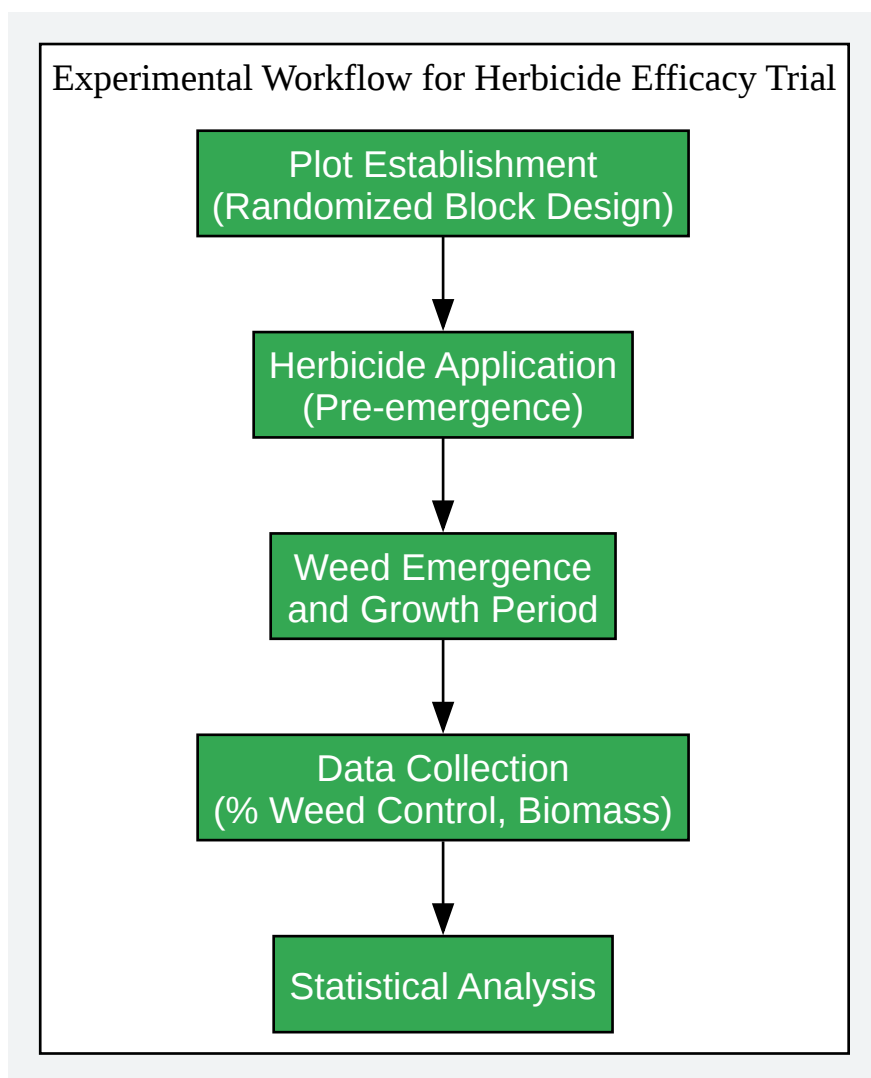 Experimental Workflow for Herbicide Efficacy Trial
Plot Establishment
(Randomized Block Design)
Herbicide Application
(Pre-emergence)
Weed Emergence
and Growth Period
Data Collection
(% Weed Control, Biomass)
Statistical Analysis